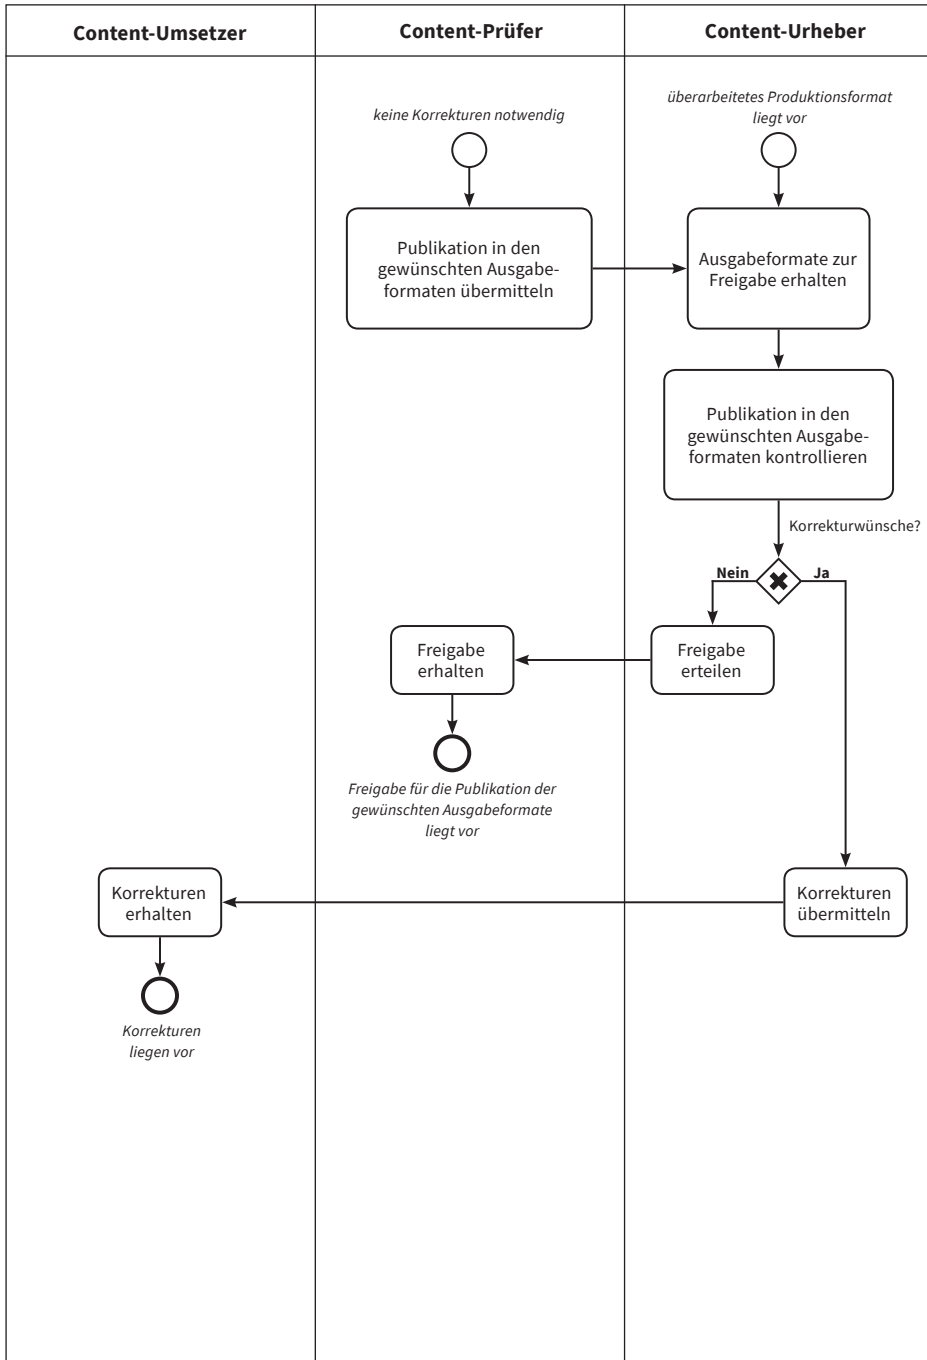 Content-Umsetzer
Content-Prüfer
Content-Urheber
keine Korrekturen notwendig
überarbeitetes Produktionsformat
liegt vor
Publikation in den
gewünschten Ausgabe-
formaten übermitteln
Ausgabeformate zur
Freigabe erhalten
Publikation in den
gewünschten Ausgabe-
formaten kontrollieren
Korrekturwünsche?
Nein
Ja
Freigabe
erhalten
Freigabe
erteilen
Freigabe für die Publikation der
gewünschten Ausgabeformate
liegt vor
Korrekturen
erhalten
Korrekturen
übermitteln
Korrekturen
liegen vor